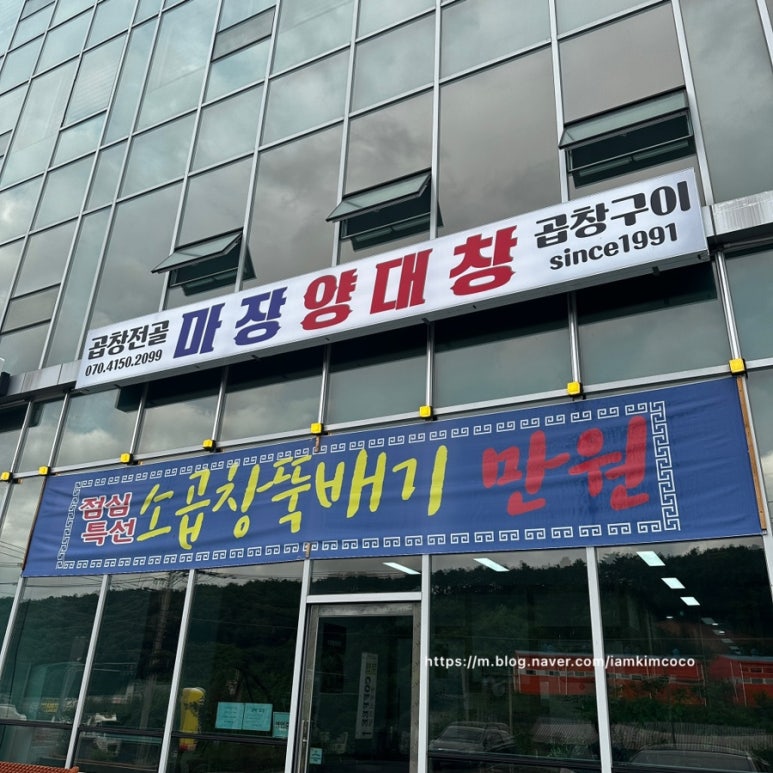 곱창전골
070.4150.2099
마장양대창
곱창구이
since1991
점심
특선
소곱창뚝배기 만원
https://m.blog.naver.com/iamkimcoco